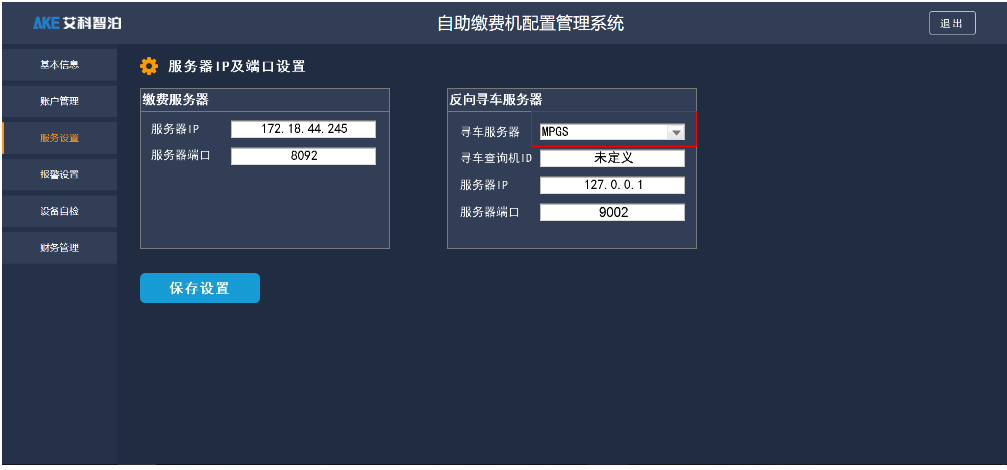 AKE 艾科智泊
自助缴费机配置管理系统
退出
基本信息
账户管理
服务设置
报警设置
设备自检
财务管理
服务器IP及端口设置
缴费服务器
服务器IP 172.18.44.245
服务器端口 8092
反向寻车服务器
寻车服务器 MPGS
寻车查询机ID 未定义
服务器IP 127.0.0.1
服务器端口 9002
保存设置